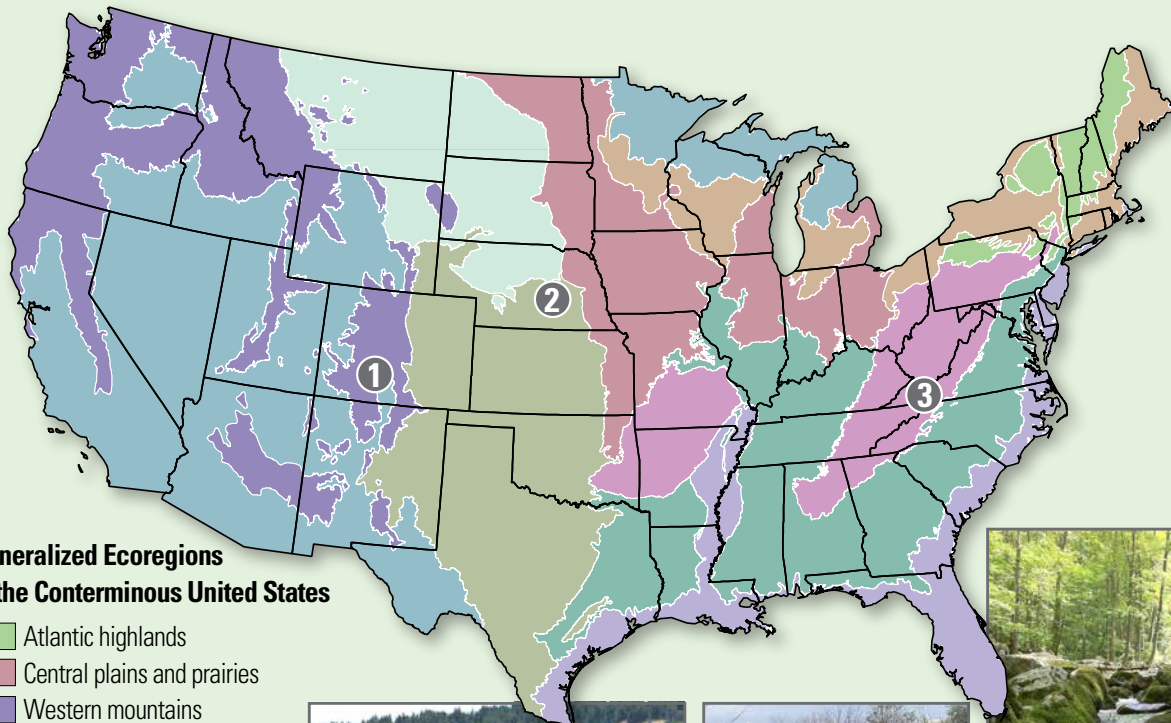 1
2
3
neralized Ecoregions
the Conterminous United States
Atlantic highlands
Central plains and prairies
Western mountains